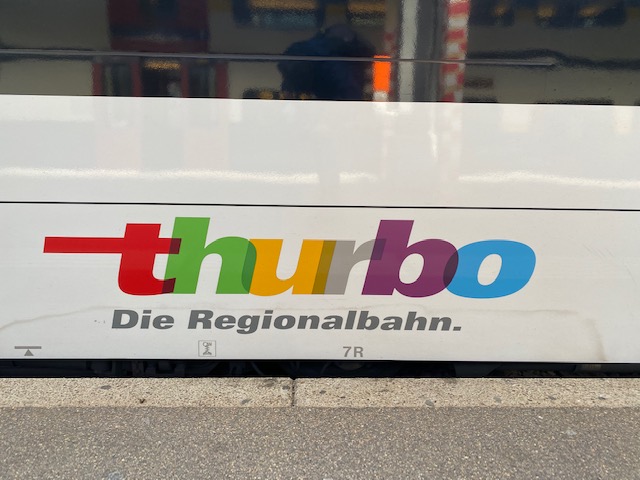 thurbo
Die Regionalbahn.
7R